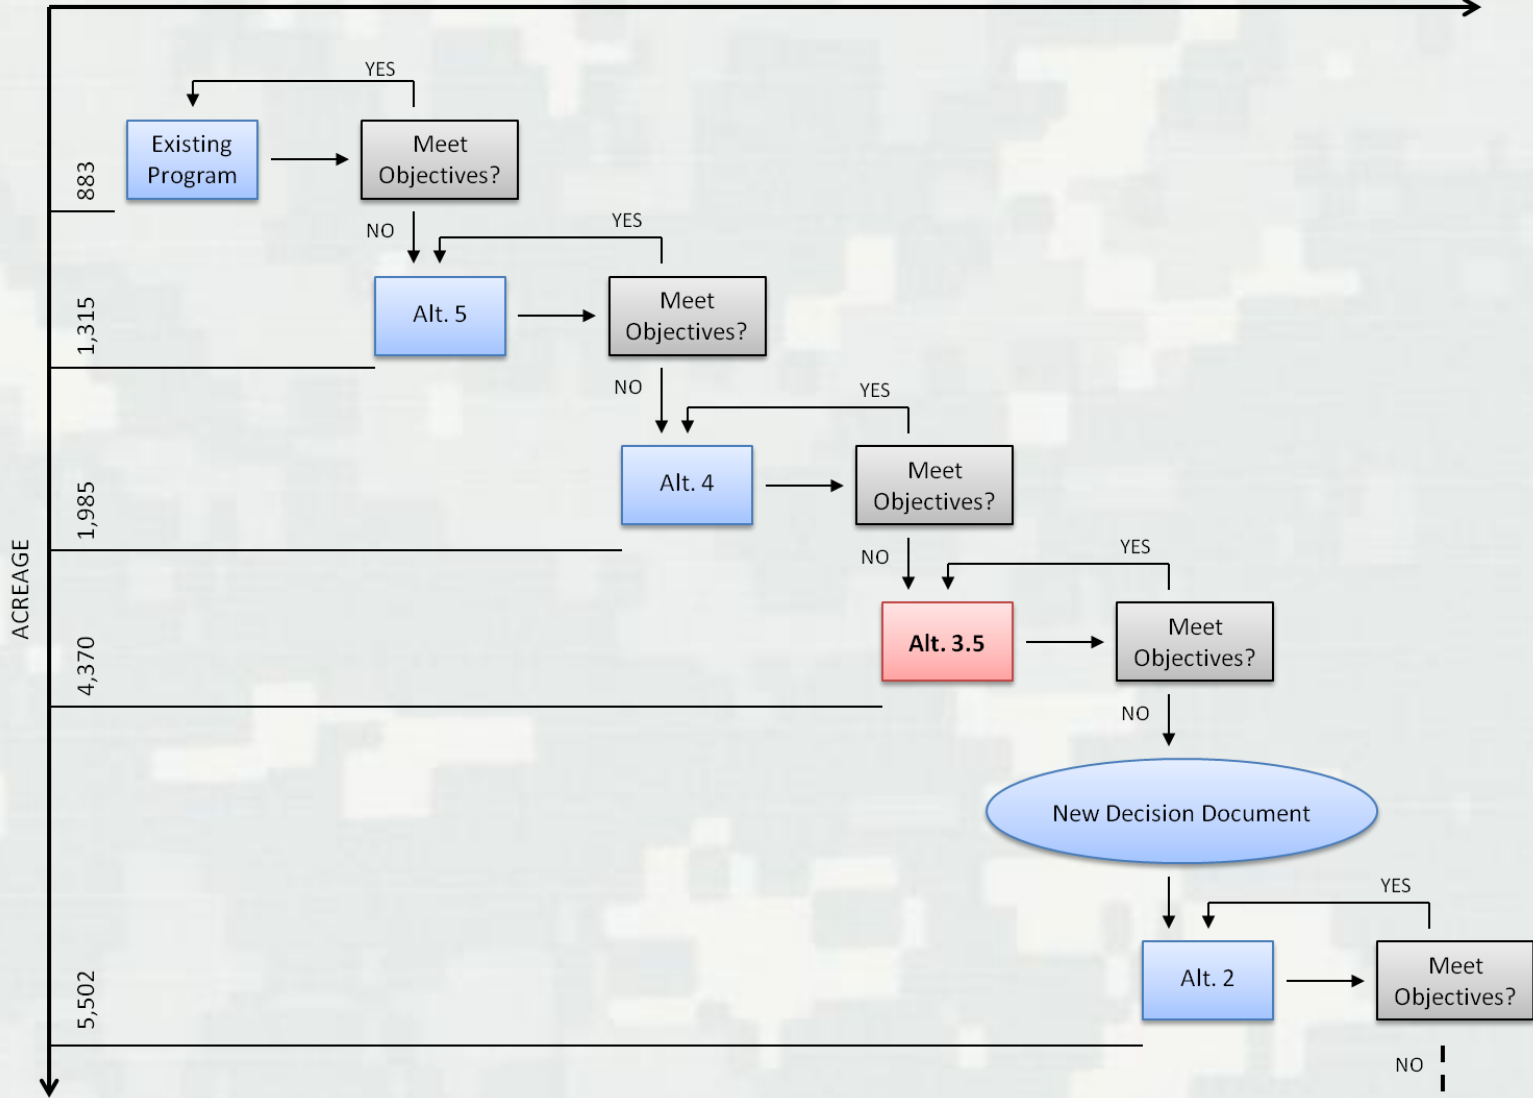 YES
Existing
Program
Meet
Objectives?
883
NO
YES
Alt. 5
Meet
Objectives?
1,315
NO
YES
Alt. 4
Meet
Objectives?
1,985
NO
YES
ACREAGE
Alt. 3.5
Meet
Objectives?
4,370
NO
New Decision Document
YES
Alt. 2
Meet
Objectives?
5,502
NO